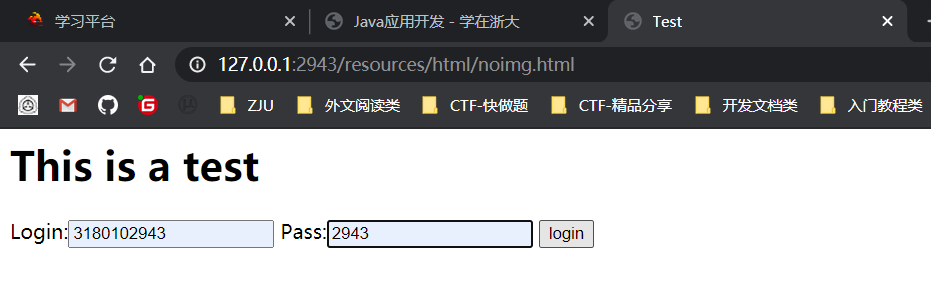 学习平台 Java应用开发 - 学在浙大 Test
127.0.0.1:2943/resources/html/noimg.html
ZJU 外文阅读类 CTF-快做题 CTF-精品分享 开发文档类 入门教程类
This is a test
Login:3180102943 Pass:2943 login